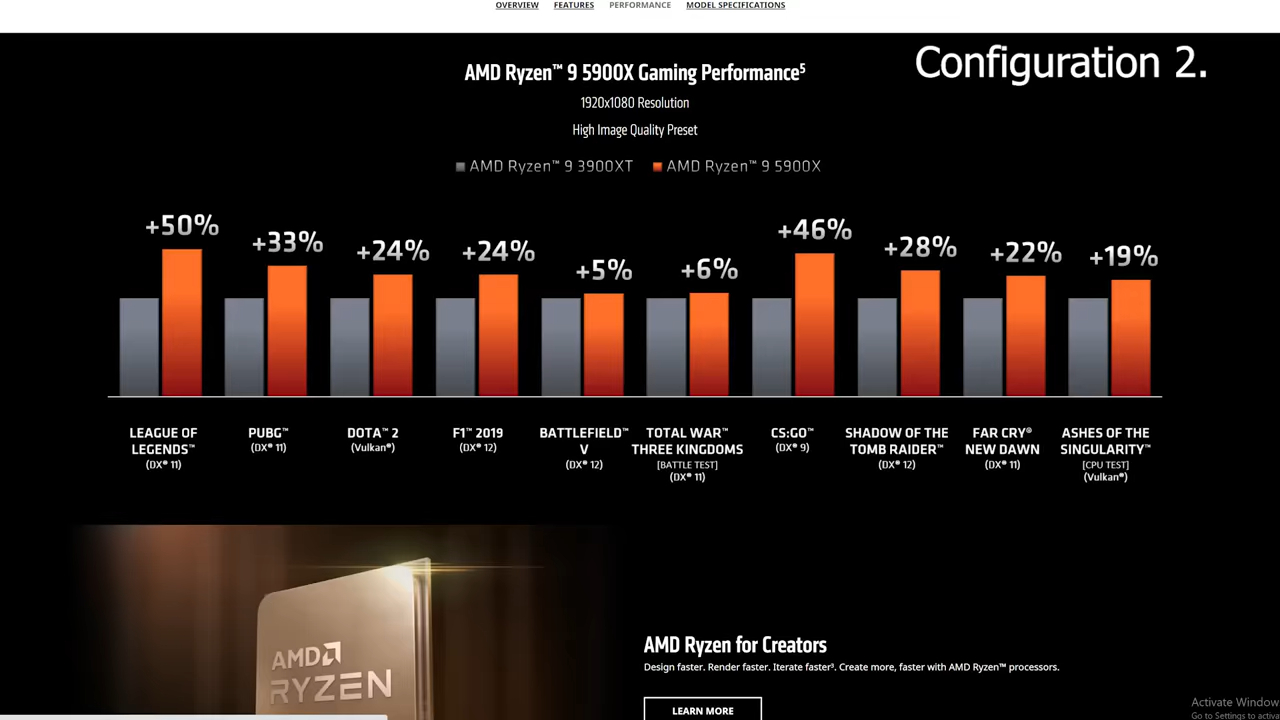 OVERVIEW FEATURES PERFORMANCE MODEL SPECIFICATIONS
Configuration 2.
AMD Ryzen™ 9 5900X Gaming Performance⁵
1920x1080 Resolution
High Image Quality Preset
AMD Ryzen™ 9 3900XT AMD Ryzen™ 9 5900X
+50% +33% +24% +24% +5% +6% +46% +28% +22% +19%
LEAGUE OF
LEGENDS™
(DX® 11)
PUBG™
(DX® 11)
DOTA™ 2
(Vulkan®)
F1™ 2019
(DX® 12)
BATTLEFIELD™
V
(DX® 12)
TOTAL WAR™
THREE KINGDOMS
[BATTLE TEST]
(DX® 11)
CS:GO™
(DX® 9)
SHADOW OF THE
TOMB RAIDER™
(DX® 12)
FAR CRY®
NEW DAWN
(DX® 11)
ASHES OF THE
SINGULARITY™
[CPU TEST]
(Vulkan®)
AMD
RYZEN
AMD Ryzen for Creators
Design faster. Render faster. Iterate faster³. Create more, faster with AMD Ryzen™ processors.
LEARN MORE
Activate Window
Go to Settings to activa